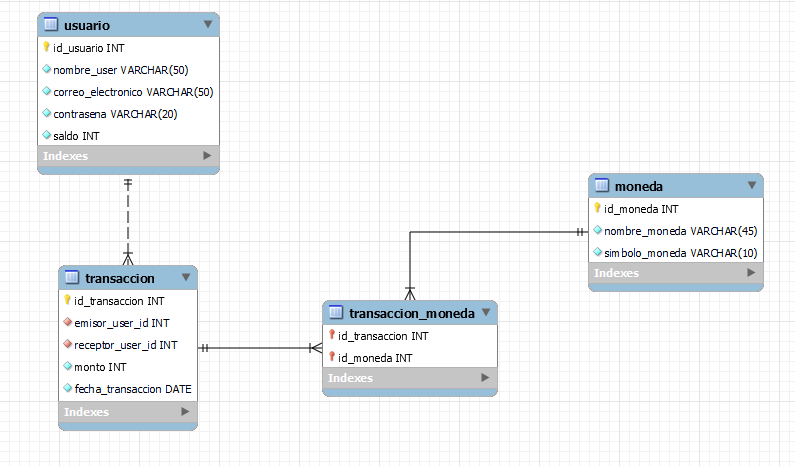 usuario
id_usuario INT
nombre_user VARCHAR(50)
correo_electronico VARCHAR(50)
contrasena VARCHAR(20)
saldo INT
Indexes
transaccion
id_transaccion INT
emisor_user_id INT
receptor_user_id INT
monto INT
fecha_transaccion DATE
Indexes
transaccion_moneda
id_transaccion INT
id_moneda INT
Indexes
moneda
id_moneda INT
nombre_moneda VARCHAR(45)
simbolo_moneda VARCHAR(10)
Indexes